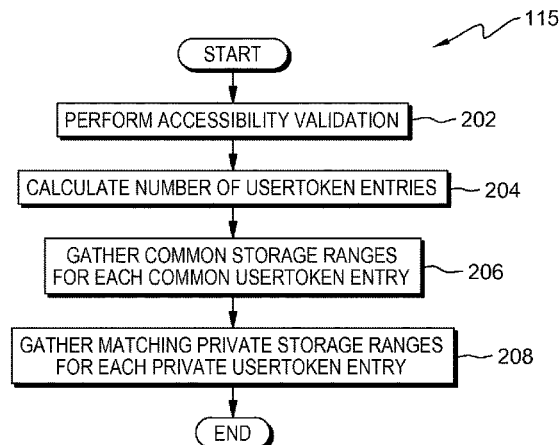 115
START
PERFORM ACCESSIBILITY VALIDATION
202
CALCULATE NUMBER OF USERTOKEN ENTRIES
204
GATHER COMMON STORAGE RANGES
FOR EACH COMMON USERTOKEN ENTRY
206
GATHER MATCHING PRIVATE STORAGE RANGES
FOR EACH PRIVATE USERTOKEN ENTRY
208
END